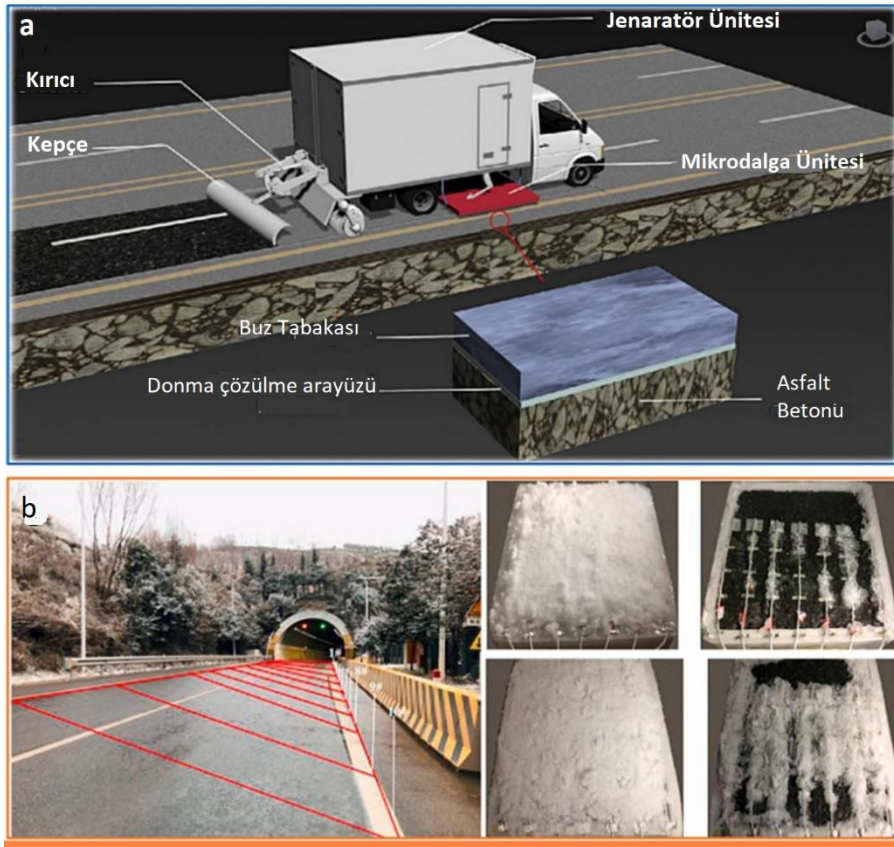 a
Jenaratör Ünitesi
Kırıcı
Kepçe
Mikrodalga Ünitesi
Buz Tabakası
Donma çözülme arayüzü
Asfalt
Betonu
b